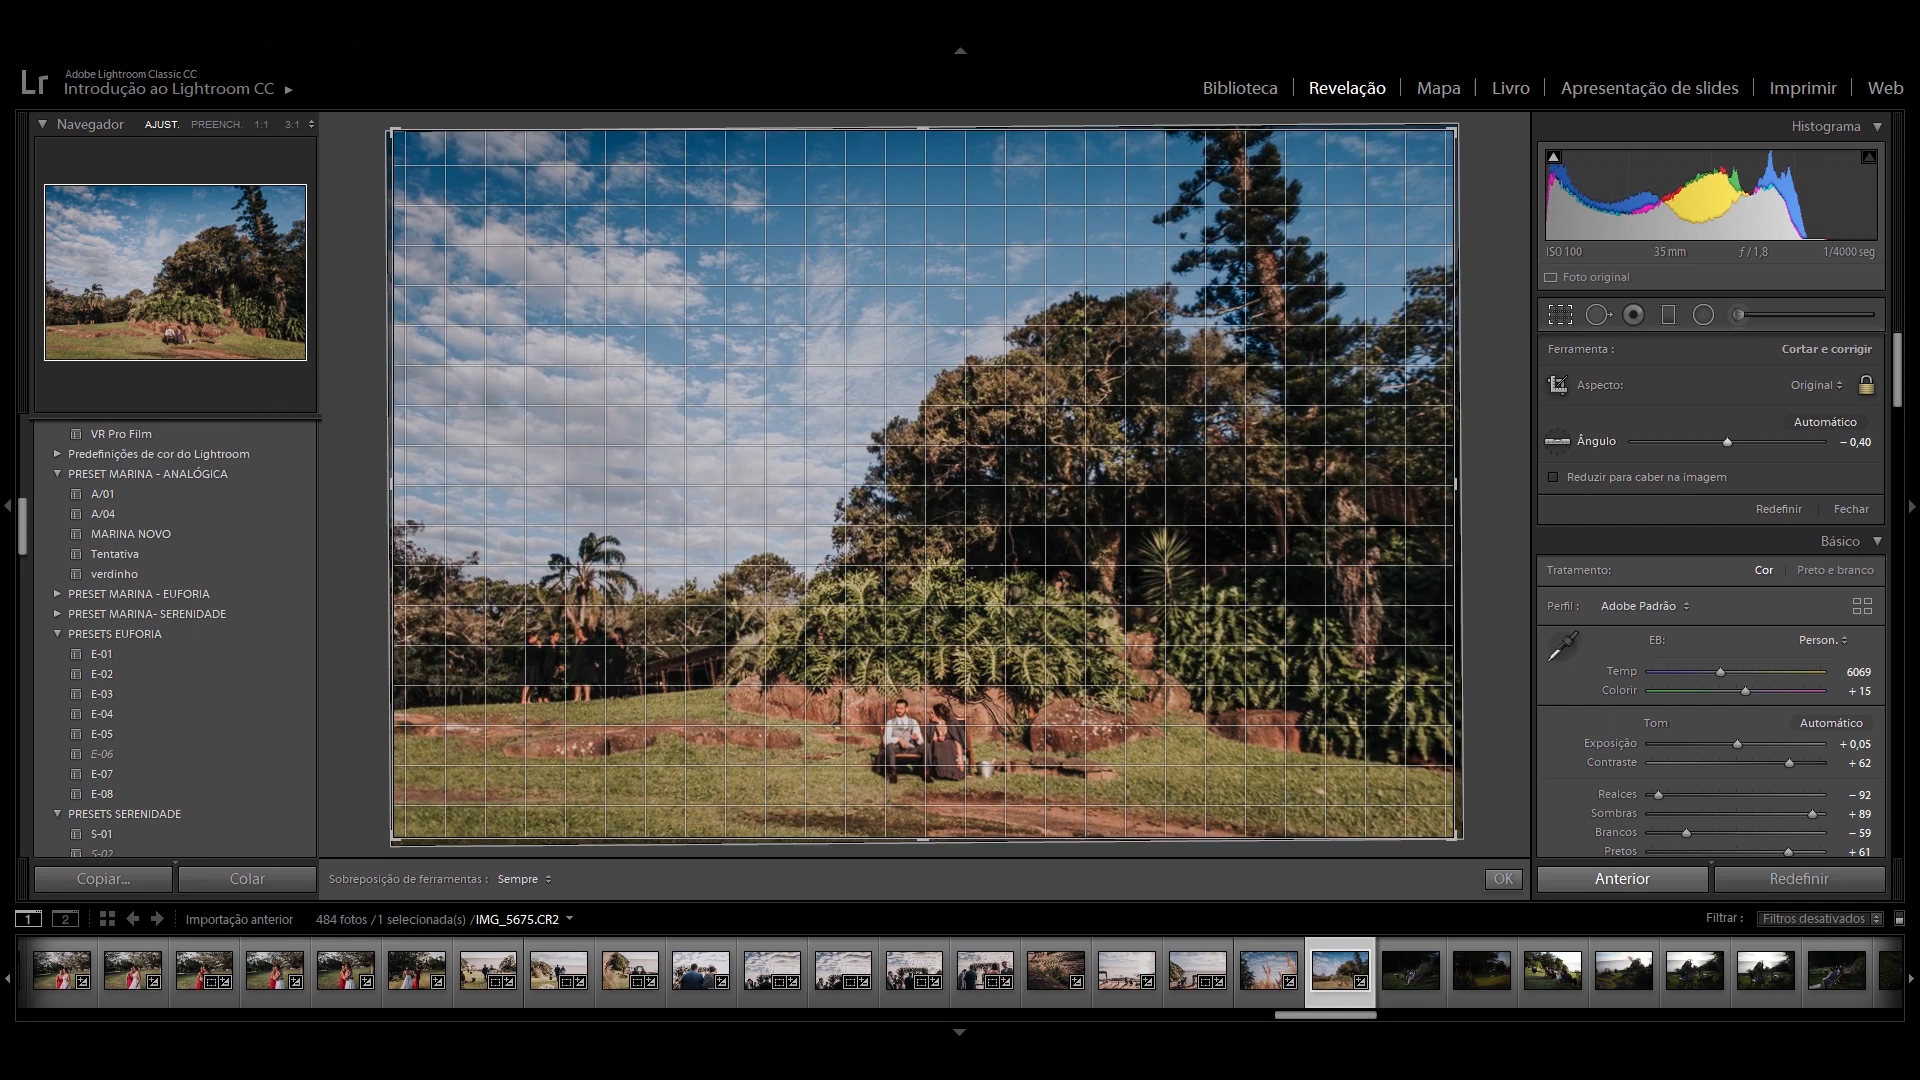 Lr
Adobe Lightroom Classic CC
Introdução ao Lightroom CC
Biblioteca | Revelação | Mapa | Livro | Apresentação de slides | Imprimir | Web
Navegador AJUST. PREENCH. 1:1 3:1
VR Pro Film
Predefinições de cor do Lightroom
PRESET MARINA - ANALÓGICA
A/01
A/04
MARINA NOVO
Tentativa
verdinho
PRESET MARINA - EUFORIA
PRESET MARINA- SERENIDADE
PRESETS EUFORIA
E-01
E-02
E-03
E-04
E-05
E-06
E-07
E-08
PRESETS SERENIDADE
S-01
S-02
Copiar... Colar
Sobreposição de ferramentas : Sempre
OK
Histograma
ISO 100 35 mm ƒ / 1,8 1/4000 seg
Foto original
Ferramenta : Cortar e corrigir
Aspecto: Original
Automático
Ângulo – 0,40
Reduzir para caber na imagem
Redefinir Fechar
Básico
Tratamento: Cor | Preto e branco
Perfil : Adobe Padrão
EB: Person.
Temp 6069
Colorir + 15
Tom Automático
Exposição + 0,05
Contraste + 62
Realces – 92
Sombras + 89
Brancos – 59
Pretos + 61
Anterior Redefinir
1 2 Importação anterior 484 fotos /1 selecionada(s) /IMG_5675.CR2
Filtrar : Filtros desativados